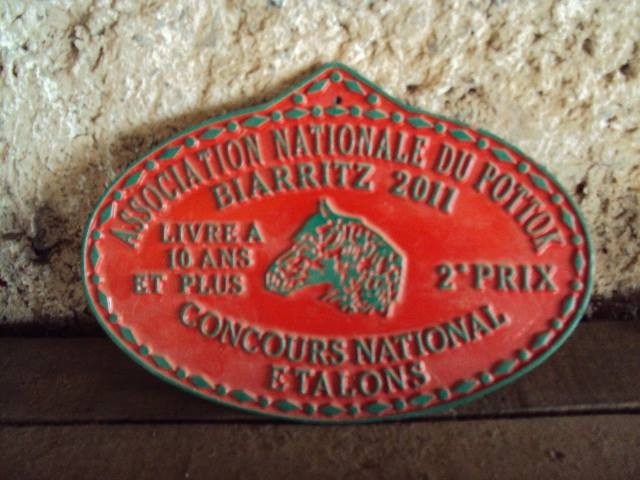 ASSOCIATION NATIONALE DU POTTOK
BIARRITZ 2011
LIVRE A
10 ANS
ET PLUS
2e PRIX
CONCOURS NATIONAL
ETALONS